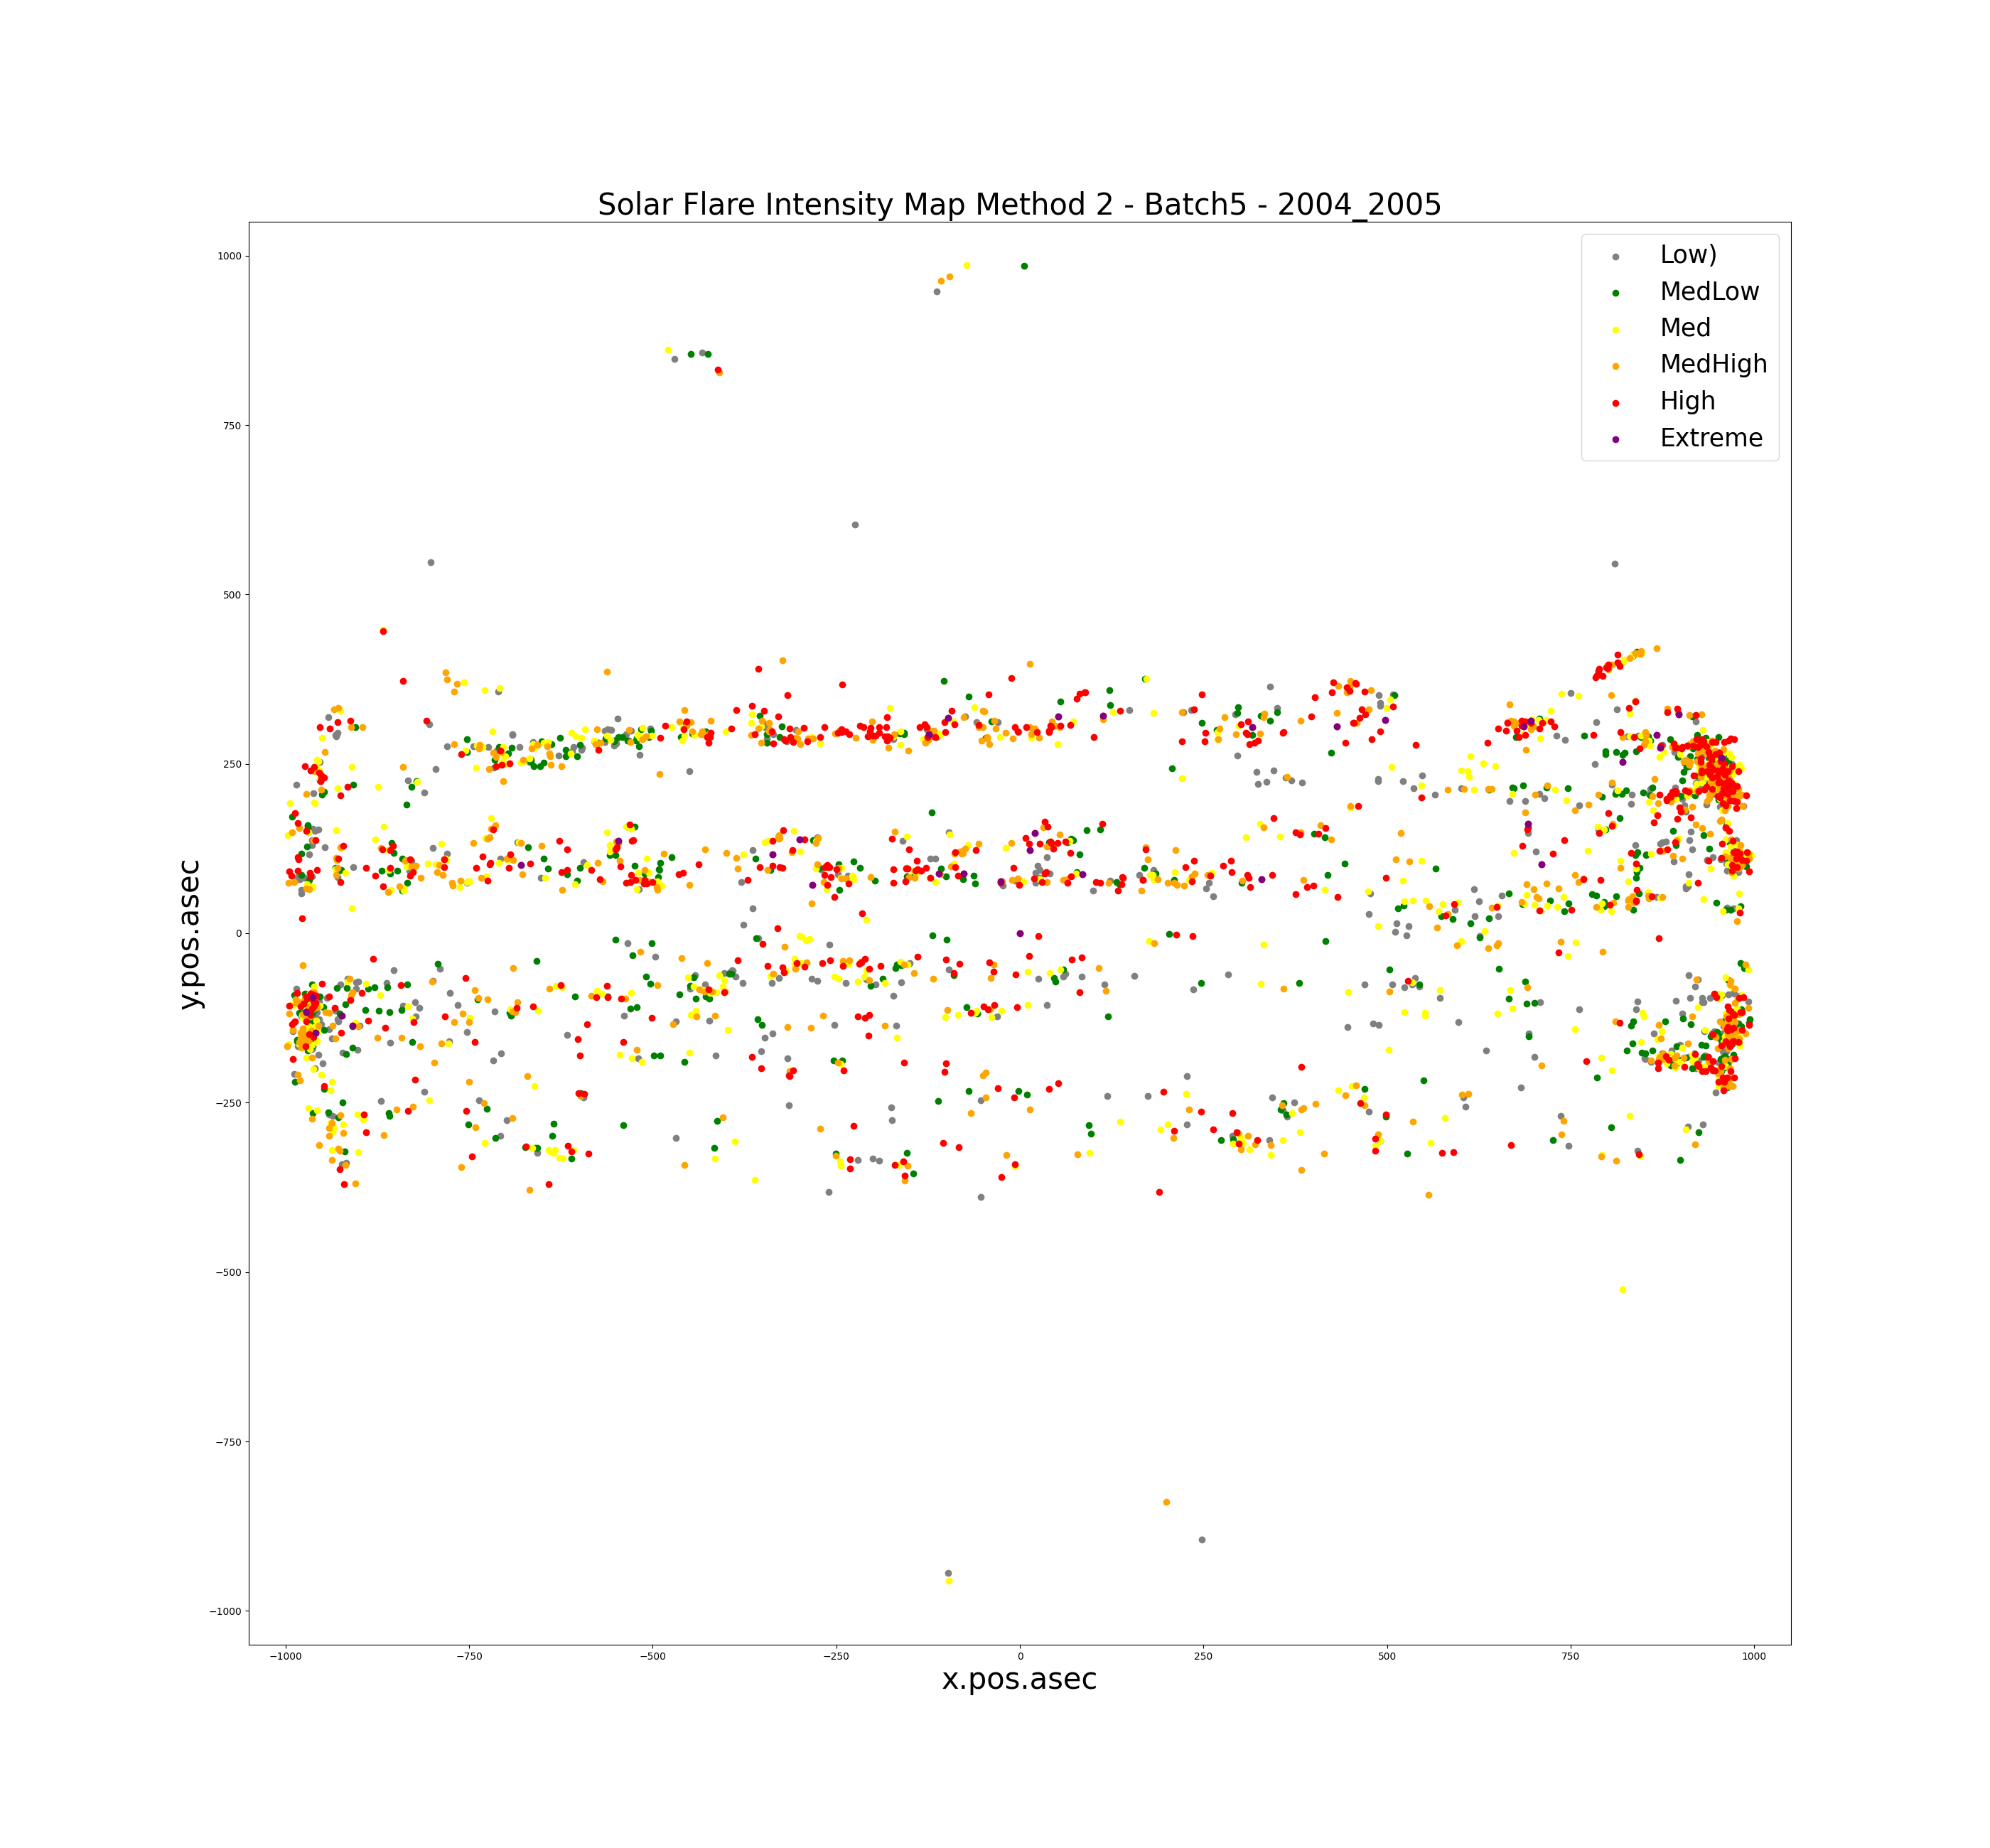 Solar Flare Intensity Map Method 2 - Batch5 - 2004_2005
1000
750
500
250
0
−250
−500
−750
−1000
y.pos.asec
Low)
MedLow
Med
MedHigh
High
Extreme
−1000 −750 −500 −250 0 250 500 750 1000
x.pos.asec